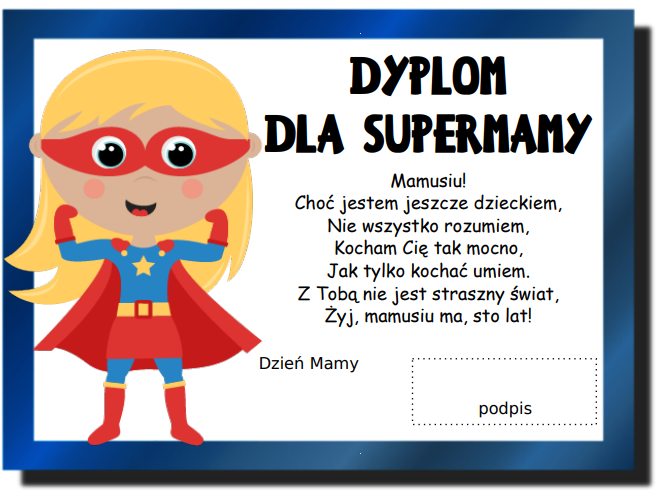 DYPLOM
DLA SUPERMAMY
Mamusiu!
Choć jestem jeszcze dzieckiem,
Nie wszystko rozumiem,
Kocham Cię tak mocno,
Jak tylko kochać umiem.
Z Tobą nie jest straszny świat,
Żyj, mamusiu ma, sto lat!
Dzień Mamy
podpis